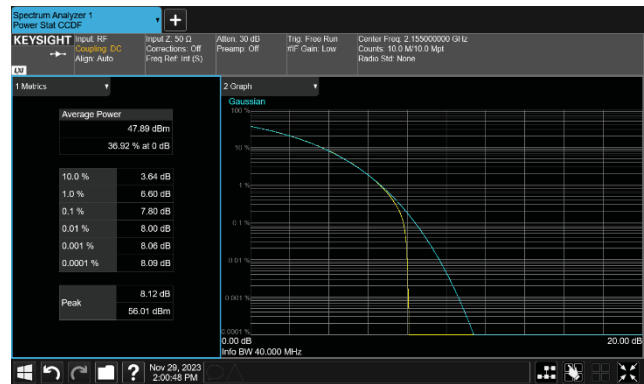 Spectrum Analyzer 1
Power Stat CCDF
KEYSIGHT
Input: RF
Coupling: DC
Align: Auto
Input Z: 50 Ω
Corrections: Off
Freq Ref: Int (S)
Atten: 30 dB
Preamp: Off
Trig: Free Run
#IF Gain: Low
Center Freq: 2.155000000 GHz
Counts: 10.0 M/10.0 Mpt
Radio Std: None
LXI
1 Metrics
Average Power
47.89 dBm
36.92 % at 0 dB
10.0 % 3.64 dB
1.0 % 6.60 dB
0.1 % 7.80 dB
0.01 % 8.00 dB
0.001 % 8.06 dB
0.0001 % 8.09 dB
Peak
8.12 dB
56.01 dBm
2 Graph
Gaussian
100 %
10 %
1 %
0.1 %
0.01 %
0.001 %
0.0001 %
0.00 dB 20.00 dB
Info BW 40.000 MHz
Nov 29, 2023
2:00:48 PM